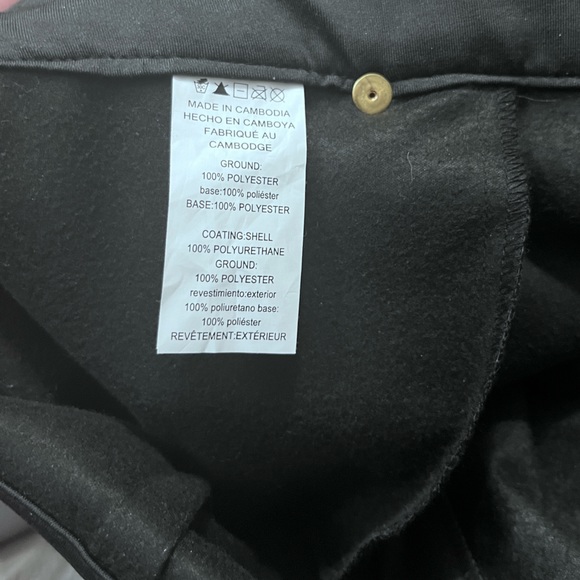 MADE IN CAMBODIA
HECHO EN CAMBOYA
FABRIQUÉ AU
CAMBODGE
GROUND:
100% POLYESTER
base:100% poliéster
BASE:100% POLYESTER
COATING:SHELL
100% POLYURETHANE
GROUND:
100% POLYESTER
revestimiento:exterior
100% poliuretano base:
100% poliéster
REVÊTEMENT:EXTÉRIEUR